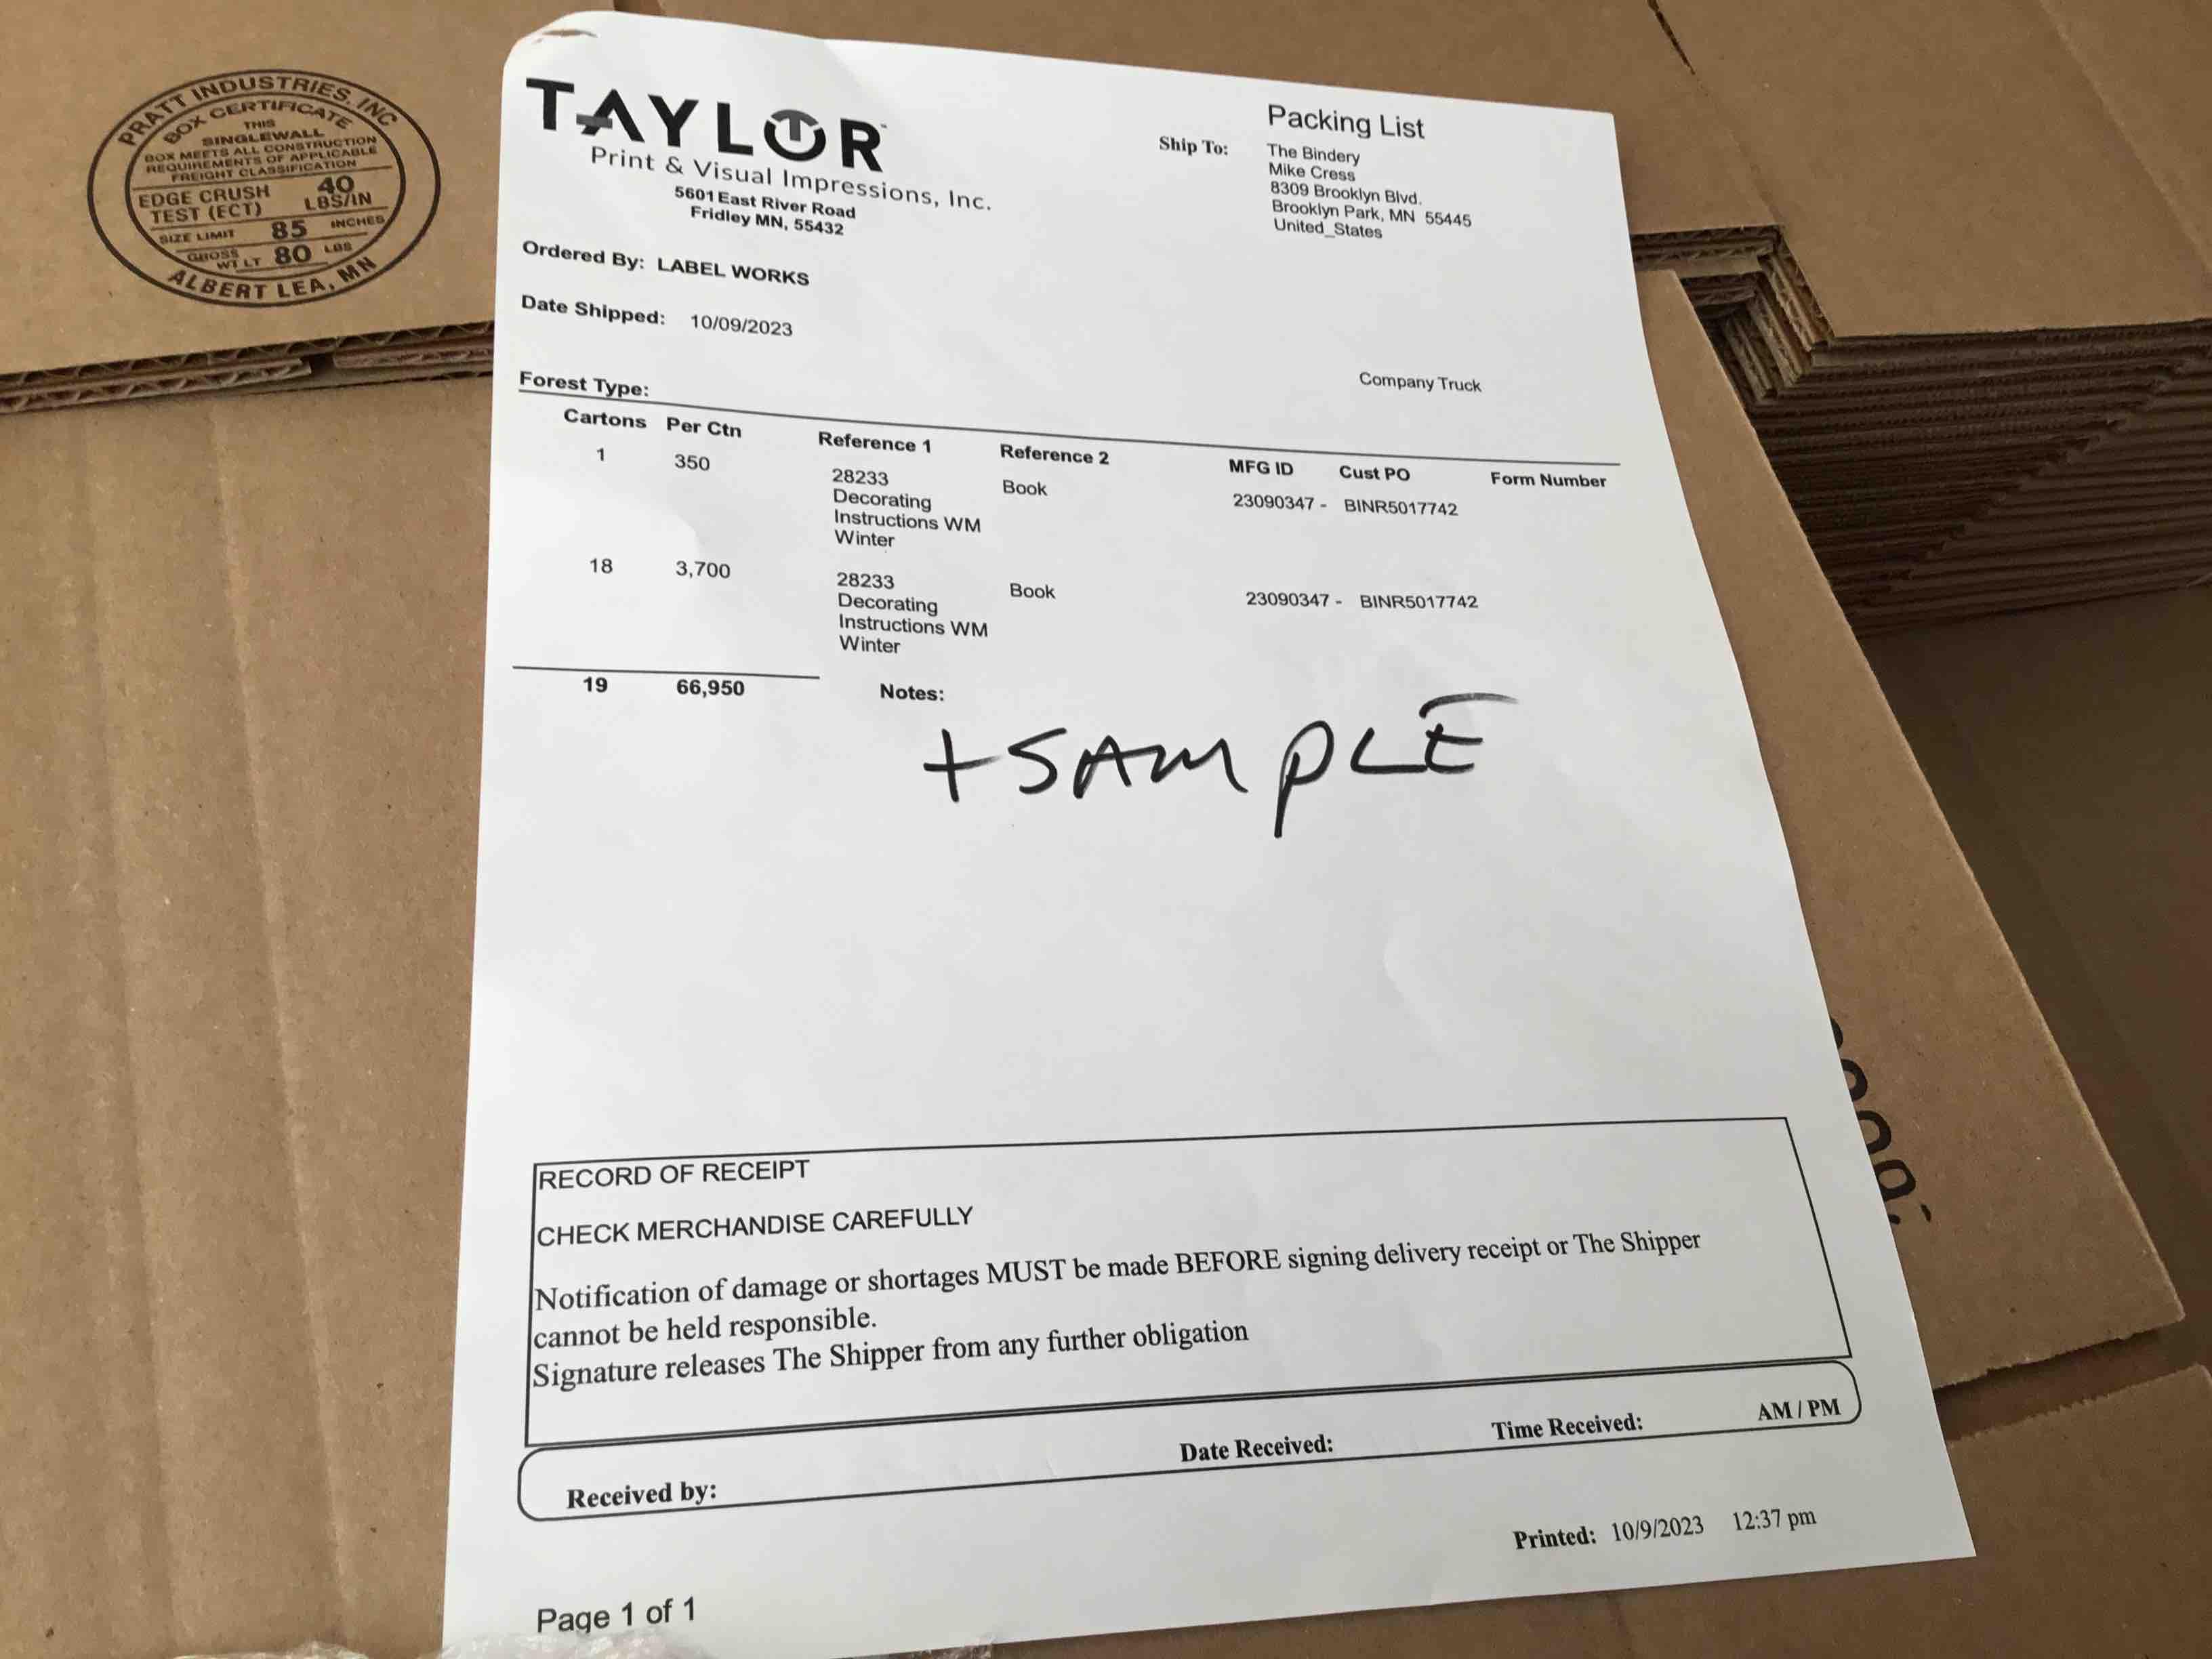 PRATT INDUSTRIES, INC
BOX CERTIFICATE
THIS
SINGLEWALL
BOX MEETS ALL CONSTRUCTION
REQUIREMENTS OF APPLICABLE
FREIGHT CLASSIFICATION
EDGE CRUSH
TEST (ECT)
40
LBS/IN
SIZE LIMIT 85 INCHES
GROSS
WT LT 80 LBS
ALBERT LEA, MN
TAYLOR
Print & Visual Impressions, Inc.
5601 East River Road
Fridley MN, 55432
Packing List
Ship To:
The Bindery
Mike Cress
8309 Brooklyn Blvd.
Brooklyn Park, MN 55445
United_States
Ordered By: LABEL WORKS
Date Shipped: 10/09/2023
Company Truck
Forest Type:
Cartons Per Ctn Reference 1 Reference 2 MFG ID Cust PO Form Number
1 350 28233 Book 23090347 - BINR5017742
Decorating
Instructions WM
Winter
18 3,700 28233 Book 23090347 - BINR5017742
Decorating
Instructions WM
Winter
19 66,950 Notes:
+ SAMPLE
RECORD OF RECEIPT
CHECK MERCHANDISE CAREFULLY
Notification of damage or shortages MUST be made BEFORE signing delivery receipt or The Shipper
cannot be held responsible.
Signature releases The Shipper from any further obligation
Received by: Date Received: Time Received: AM / PM
Printed: 10/9/2023 12:37 pm
Page 1 of 1